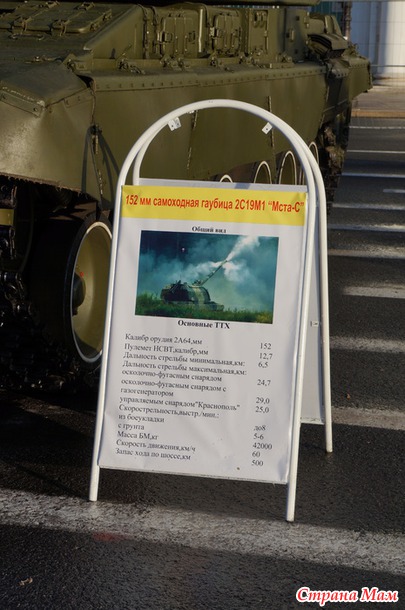 152 мм самоходная гаубица 2С19М1 "Мста-С"
Общий вид
Основные ТТХ
Калибр орудия 2А64,мм 152
Пулемет НСВТ,калибр,мм 12,7
Дальность стрельбы минимальная,км: 6,5
Дальность стрельбы максимальная,км:
осколочно-фугасным снарядом 24,7
осколочно-фугасным снарядом с
газогенератором 29,0
управляемым снарядом"Краснополь" 25,0
Скорострельность,выстр./мин.:
из боеукладки до8
с грунта 5-6
Масса БМ,кг 42000
Скорость движения,км/ч 60
Запас хода по шоссе,км 500
Страна Мам